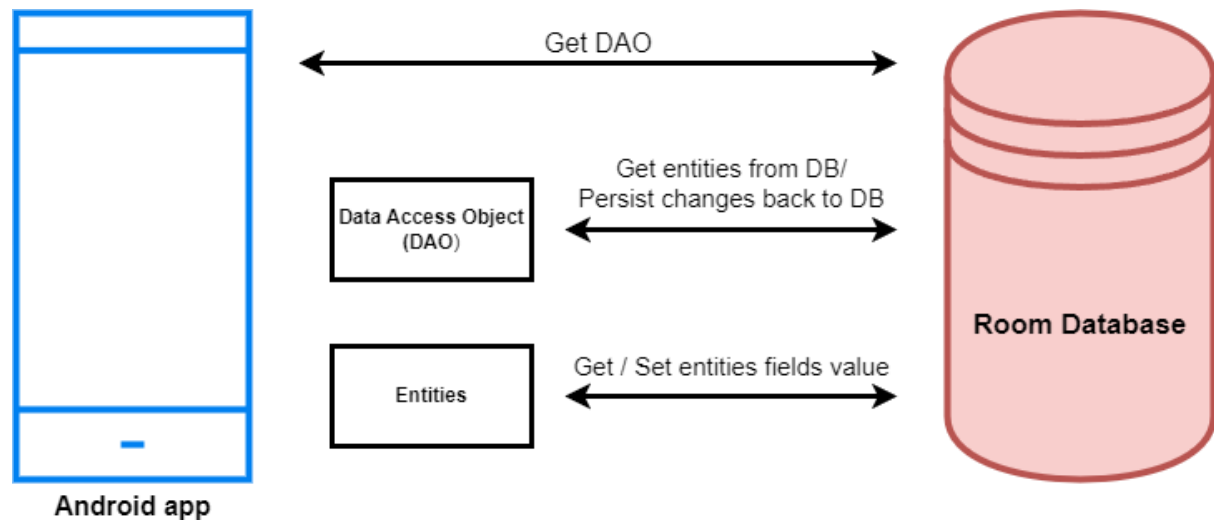 Get DAO
Get entities from DB/
Persist changes back to DB
Data Access Object
(DAO)
Room Database
Get / Set entities fields value
Entities
Android app